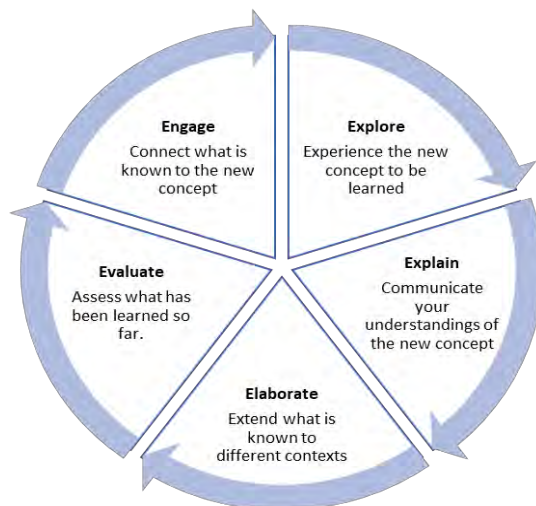 Engage
Connect what is
known to the new
concept
Explore
Experience the new
concept to be
learned
Explain
Communicate
your
understandings of
the new concept
Elaborate
Extend what is
known to
different contexts
Evaluate
Assess what has
been learned so
far.